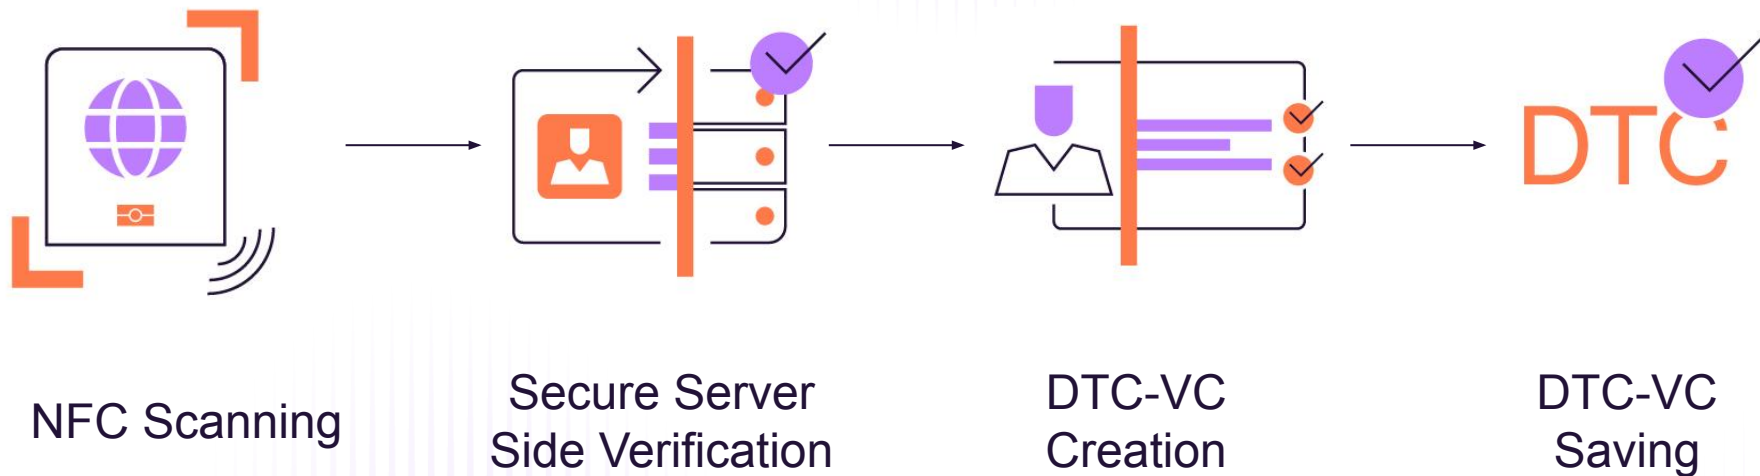 DTC
NFC Scanning
Secure Server
Side Verification
DTC-VC
Creation
DTC-VC
Saving